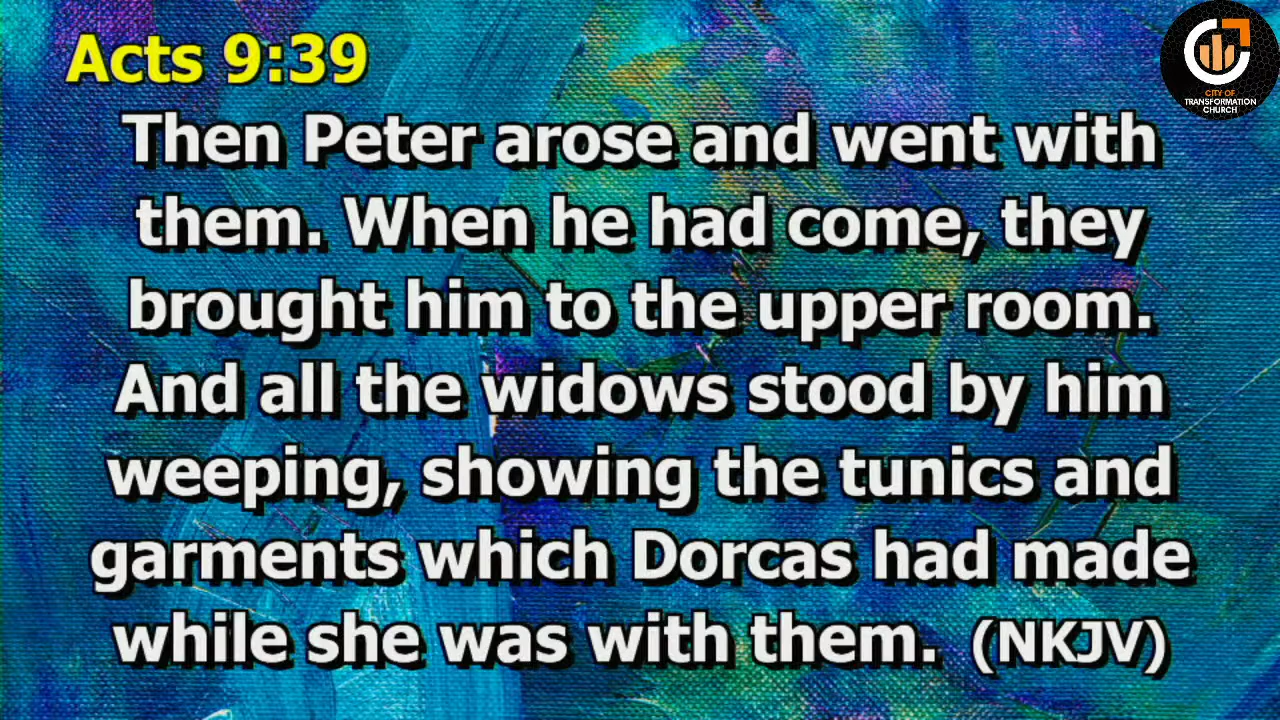 Acts 9:39
Then Peter arose and went with
them. When he had come, they
brought him to the upper room.
And all the widows stood by him
weeping, showing the tunics and
garments which Dorcas had made
while she was with them. (NKJV)
CITY OF
TRANSFORMATION
CHURCH